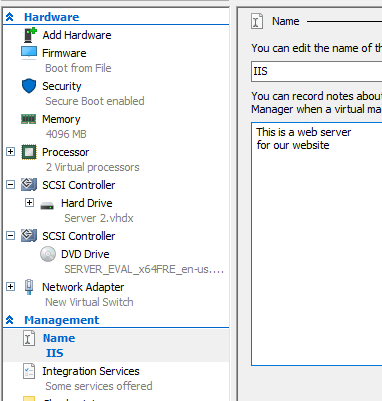 Hardware
Add Hardware
Firmware
Boot from File
Security
Secure Boot enabled
Memory
4096 MB
Processor
2 Virtual processors
SCSI Controller
Hard Drive
Server 2.vhdx
SCSI Controller
DVD Drive
SERVER_EVAL_x64FRE_en-us....
Network Adapter
New Virtual Switch
Management
Name
IIS
Integration Services
Some services offered
Name
You can edit the name of th
IIS
You can record notes about
Manager when a virtual ma
This is a web server
for our website